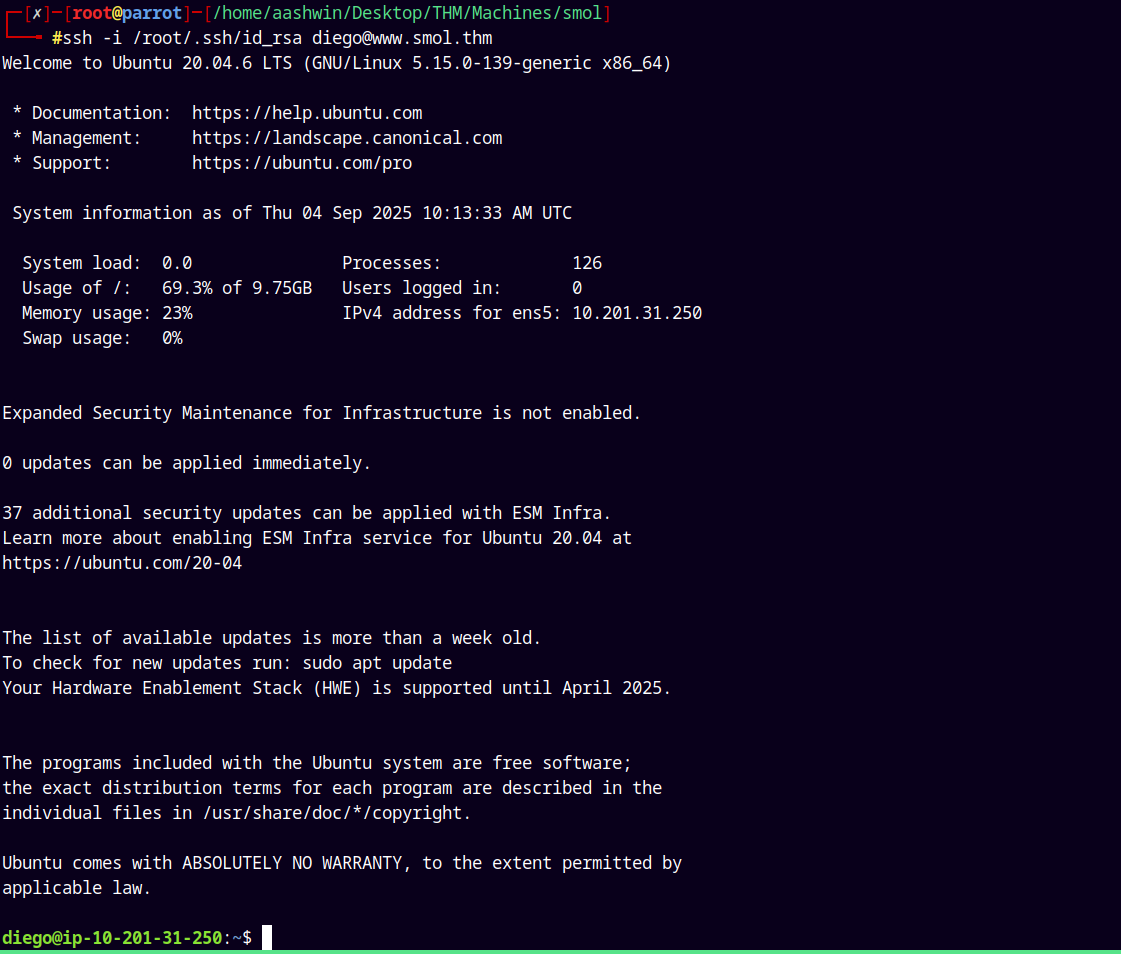 ┌─[✗]─[root@parrot]─[/home/aashwin/Desktop/THM/Machines/smol]
└──╼ #ssh -i /root/.ssh/id_rsa diego@www.smol.thm
Welcome to Ubuntu 20.04.6 LTS (GNU/Linux 5.15.0-139-generic x86_64)
* Documentation:  https://help.ubuntu.com
* Management:     https://landscape.canonical.com
* Support:        https://ubuntu.com/pro
System information as of Thu 04 Sep 2025 10:13:33 AM UTC
System load:  0.0               Processes:             126
Usage of /:   69.3% of 9.75GB   Users logged in:       0
Memory usage: 23%               IPv4 address for ens5: 10.201.31.250
Swap usage:   0%
Expanded Security Maintenance for Infrastructure is not enabled.
0 updates can be applied immediately.
37 additional security updates can be applied with ESM Infra.
Learn more about enabling ESM Infra service for Ubuntu 20.04 at
https://ubuntu.com/20-04
The list of available updates is more than a week old.
To check for new updates run: sudo apt update
Your Hardware Enablement Stack (HWE) is supported until April 2025.
The programs included with the Ubuntu system are free software;
the exact distribution terms for each program are described in the
individual files in /usr/share/doc/*/copyright.
Ubuntu comes with ABSOLUTELY NO WARRANTY, to the extent permitted by
applicable law.
diego@ip-10-201-31-250:~$